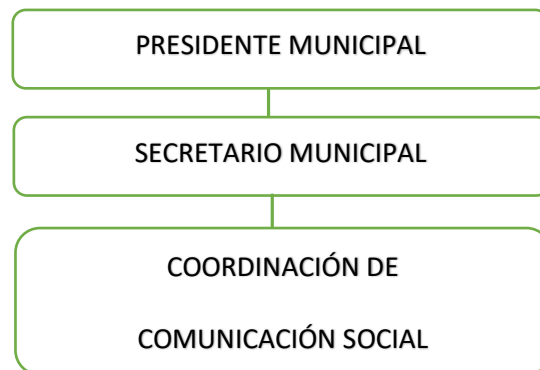 PRESIDENTE MUNICIPAL
SECRETARIO MUNICIPAL
COORDINACIÓN DE
COMUNICACIÓN SOCIAL